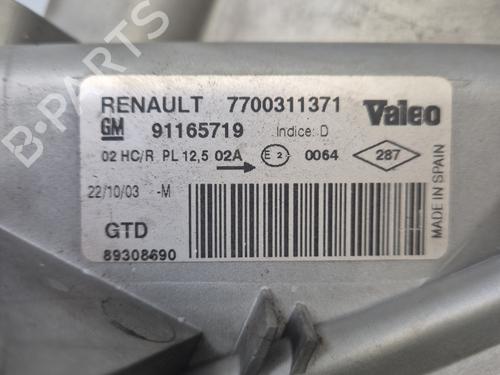 B-PARTS
RENAULT 7700311371 Valeo
GM 91165719 Indice: D
02 HC/R PL 12,5 02A E2 0064 287
22/10/03 -M
GTD
89308690
MADE IN SPAIN